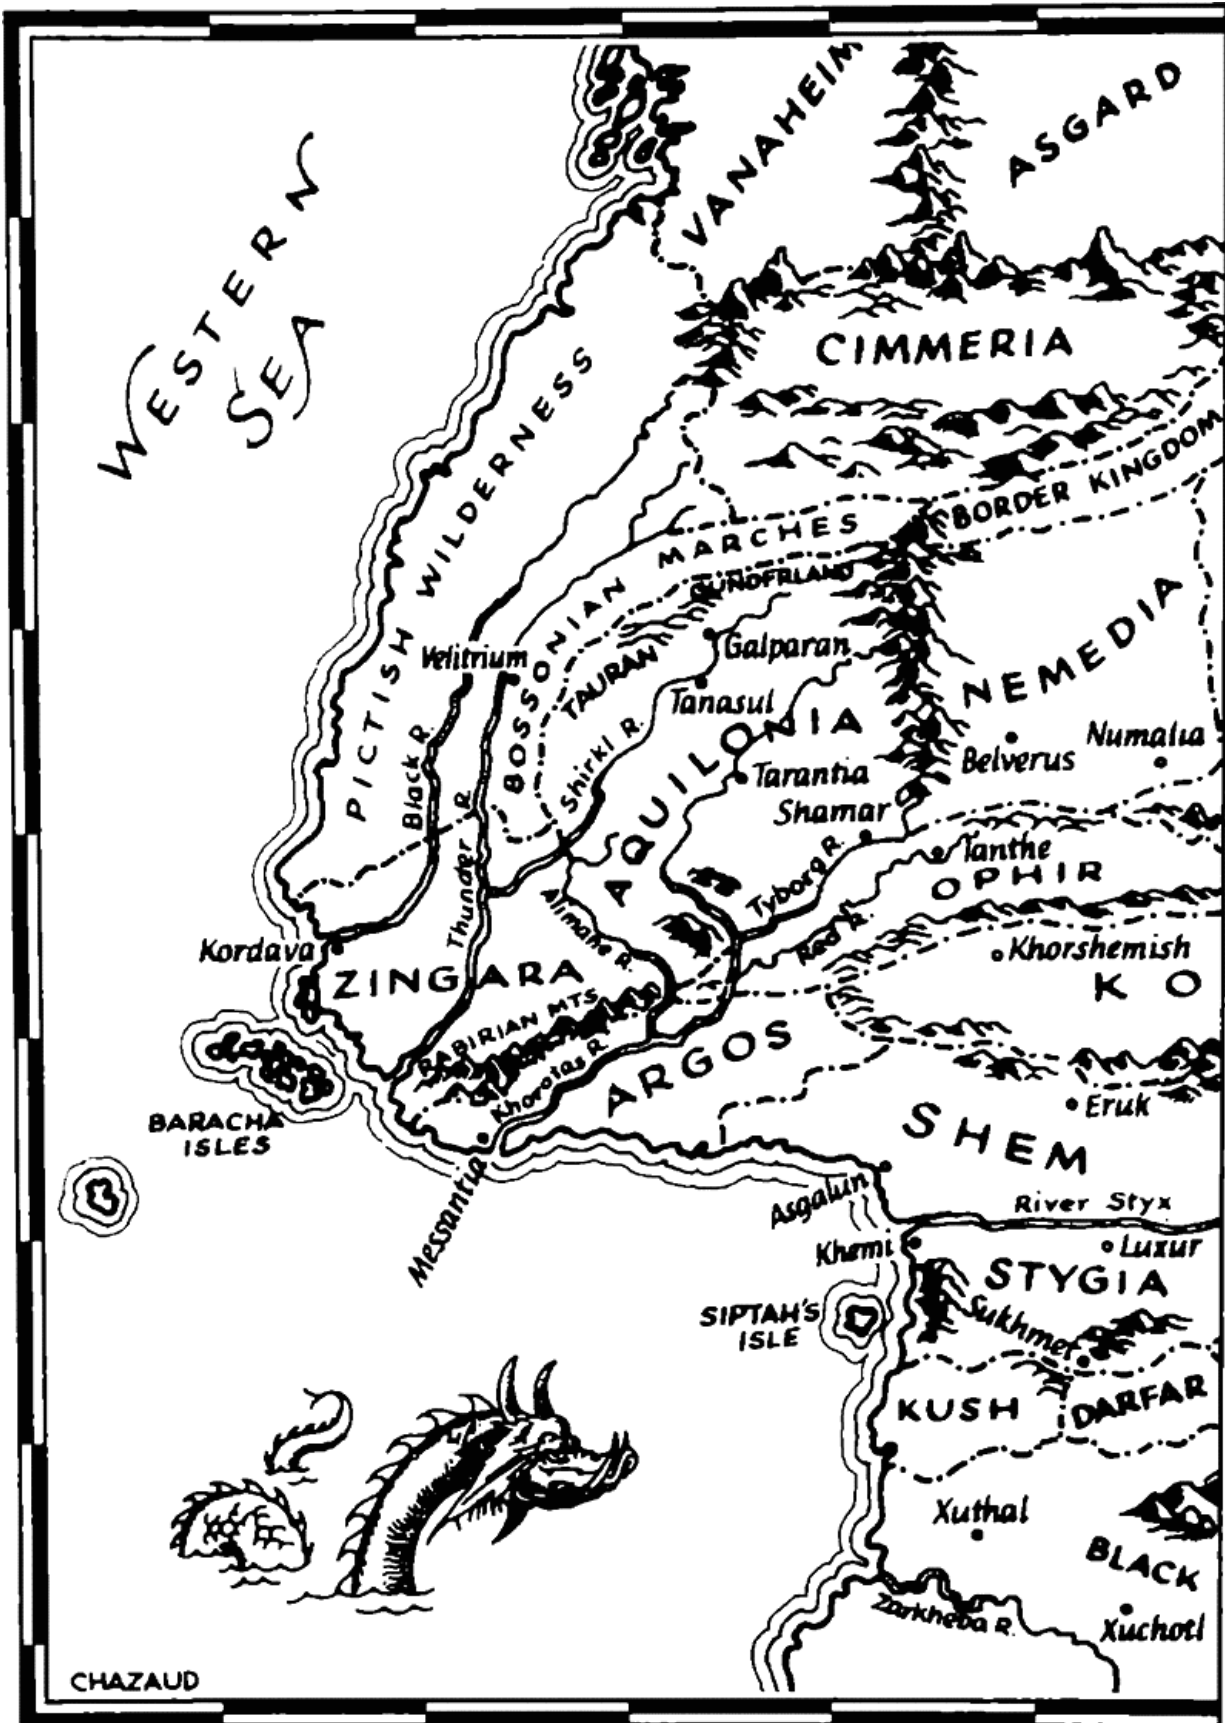 VANAHEIM
ASGARD
WESTERN
SEA
CIMMERIA
PICTISH WILDERNESS
BORDER KINGDOM
BOSSONIAN MARCHES
GUNDERLAND
TAURAN
Velitrium
Galparan
Tanasul
NEMEDIA
Numalia
Belverus
Black R.
Thunder R.
Shirki R.
AQUILONIA
Tarantia
Shamar
Tyborg R.
Tanthe
OPHIR
Alimane R.
Red R.
Kordava
ZINGARA
Khorshemish
KO
RABIRIAN MTS.
Khorotas R.
ARGOS
BARACHA
ISLES
Eruk
SHEM
Messantia
Asgalun
River Styx
Khemi
Luxur
STYGIA
SIPTAH'S
ISLE
Sukhmet
KUSH
DARFAR
Xuthal
BLACK
Zarkheba R.
Xuchotl
CHAZAUD